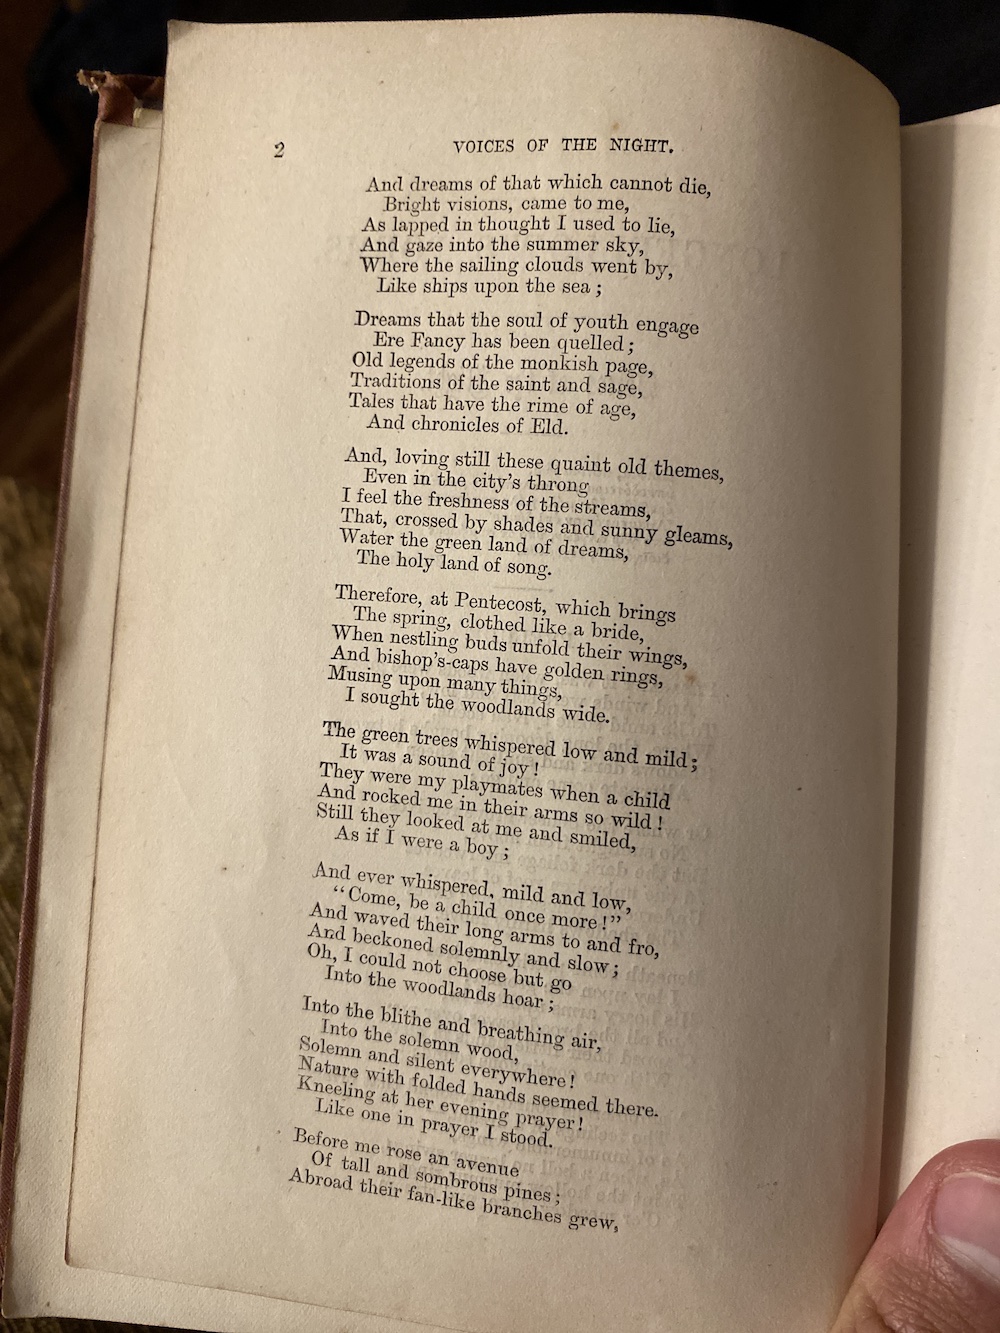 2
VOICES OF THE NIGHT.
And dreams of that which cannot die,
Bright visions, came to me,
As lapped in thought I used to lie,
And gaze into the summer sky,
Where the sailing clouds went by,
Like ships upon the sea;
Dreams that the soul of youth engage
Ere Fancy has been quelled;
Old legends of the monkish page,
Traditions of the saint and sage,
Tales that have the rime of age,
And chronicles of Eld.
And, loving still these quaint old themes,
Even in the city's throng
I feel the freshness of the streams,
That, crossed by shades and sunny gleams,
Water the green land of dreams,
The holy land of song.
Therefore, at Pentecost, which brings
The spring, clothed like a bride,
When nestling buds unfold their wings,
And bishop's-caps have golden rings,
Musing upon many things,
I sought the woodlands wide.
The green trees whispered low and mild;
It was a sound of joy!
They were my playmates when a child
And rocked me in their arms so wild!
Still they looked at me and smiled,
As if I were a boy;
And ever whispered, mild and low,
"Come, be a child once more!"
And waved their long arms to and fro,
And beckoned solemnly and slow;
Oh, I could not choose but go
Into the woodlands hoar;
Into the blithe and breathing air,
Into the solemn wood,
Solemn and silent everywhere!
Nature with folded hands seemed there.
Kneeling at her evening prayer!
Like one in prayer I stood.
Before me rose an avenue
Of tall and sombrous pines;
Abroad their fan-like branches grew,